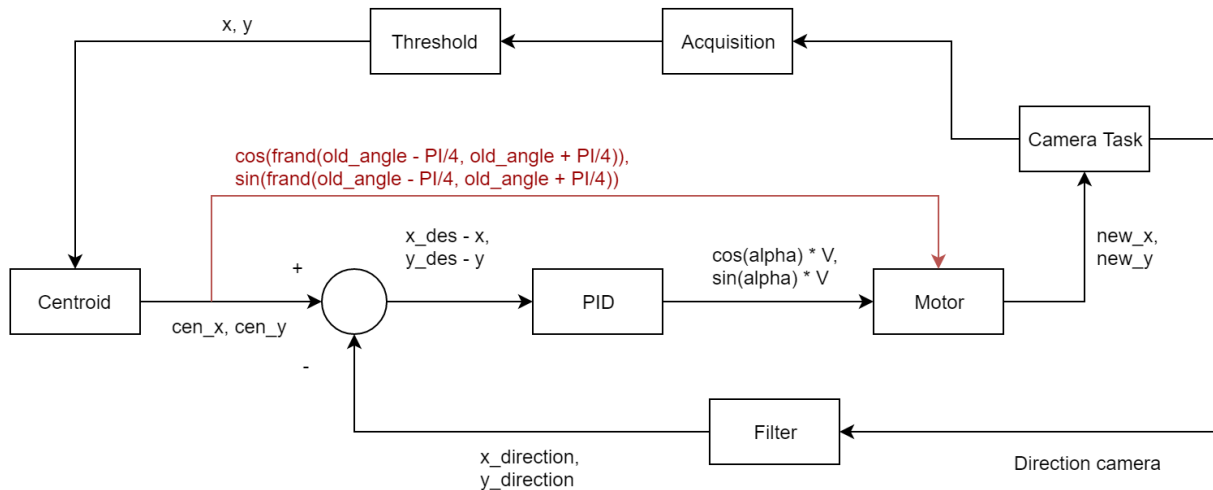 x, y
Threshold
Acquisition
Camera Task
cos(frand(old_angle - PI/4, old_angle + PI/4)),
sin(frand(old_angle - PI/4, old_angle + PI/4))
x_des - x,
y_des - y
cos(alpha) * V,
sin(alpha) * V
new_x,
new_y
+
Centroid
PID
Motor
cen_x, cen_y
-
Filter
x_direction,
y_direction
Direction camera